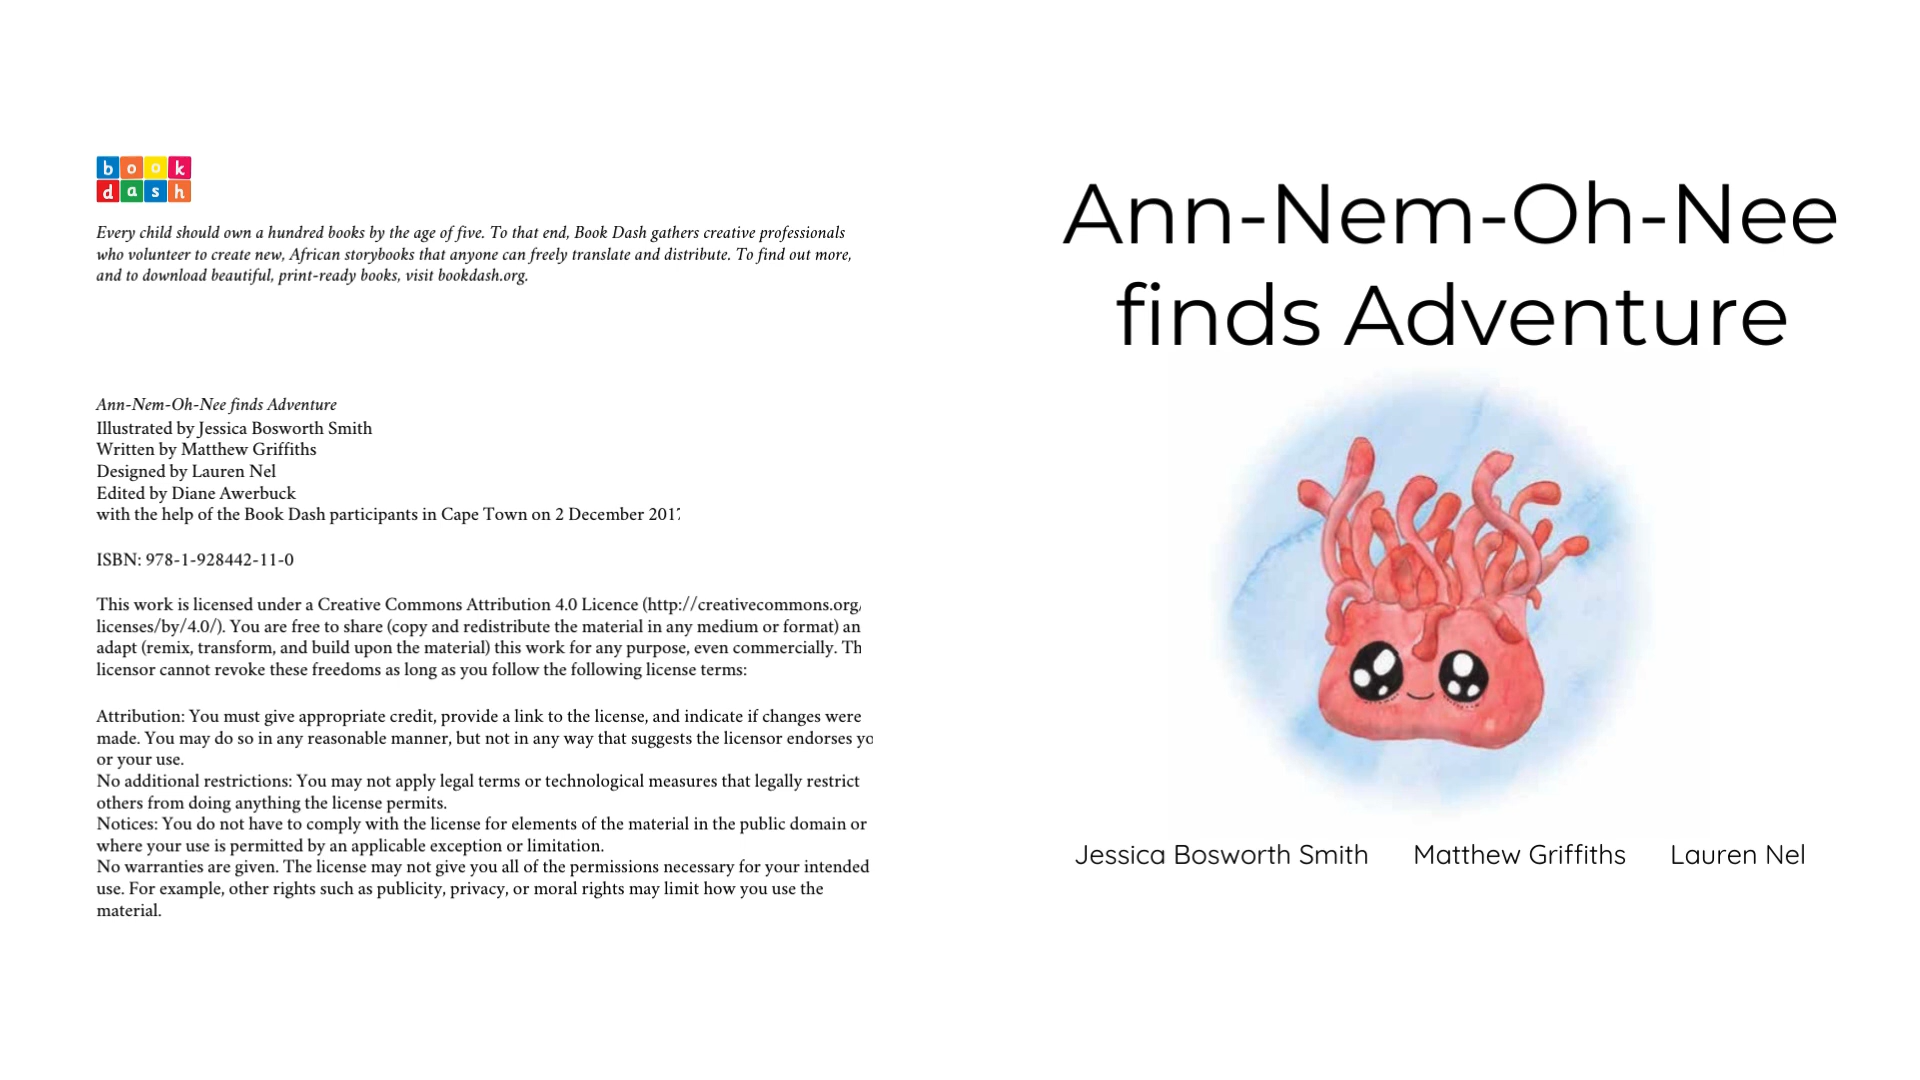 book
dash
Every child should own a hundred books by the age of five. To that end, Book Dash gathers creative professionals
who volunteer to create new, African storybooks that anyone can freely translate and distribute. To find out more,
and to download beautiful, print-ready books, visit bookdash.org.
Ann-Nem-Oh-Nee finds Adventure
Illustrated by Jessica Bosworth Smith
Written by Matthew Griffiths
Designed by Lauren Nel
Edited by Diane Awerbuck
with the help of the Book Dash participants in Cape Town on 2 December 2017
ISBN: 978-1-928442-11-0
This work is licensed under a Creative Commons Attribution 4.0 Licence (http://creativecommons.org/
licenses/by/4.0/). You are free to share (copy and redistribute the material in any medium or format) an
adapt (remix, transform, and build upon the material) this work for any purpose, even commercially. Th
licensor cannot revoke these freedoms as long as you follow the following license terms:
Attribution: You must give appropriate credit, provide a link to the license, and indicate if changes were
made. You may do so in any reasonable manner, but not in any way that suggests the licensor endorses yo
or your use.
No additional restrictions: You may not apply legal terms or technological measures that legally restrict
others from doing anything the license permits.
Notices: You do not have to comply with the license for elements of the material in the public domain or
where your use is permitted by an applicable exception or limitation.
No warranties are given. The license may not give you all of the permissions necessary for your intended
use. For example, other rights such as publicity, privacy, or moral rights may limit how you use the
material.
Ann-Nem-Oh-Nee
finds Adventure
Jessica Bosworth Smith Matthew Griffiths Lauren Nel